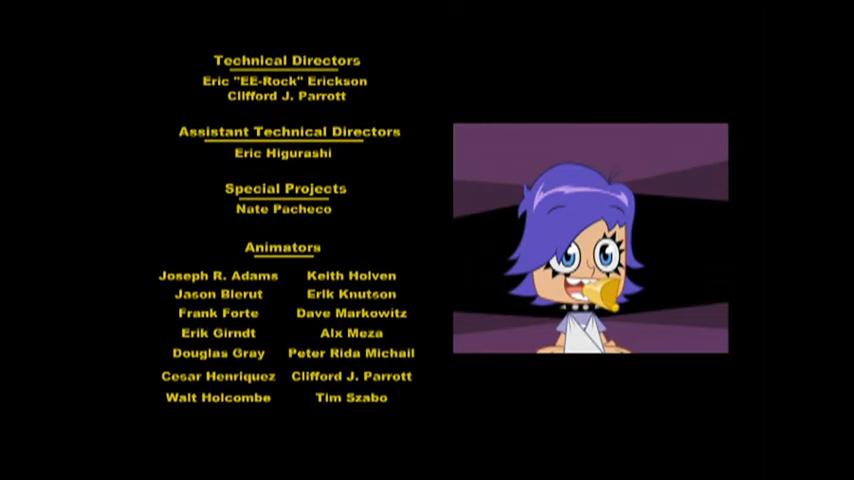 Technical Directors
Eric "EE-Rock" Erickson
Clifford J. Parrott
Assistant Technical Directors
Eric Higurashi
Special Projects
Nate Pacheco
Animators
Joseph R. Adams Keith Holven
Jason Bierut Erik Knutson
Frank Forte Dave Markowitz
Erik Girndt Alx Meza
Douglas Gray Peter Rida Michail
Cesar Henriquez Clifford J. Parrott
Walt Holcombe Tim Szabo